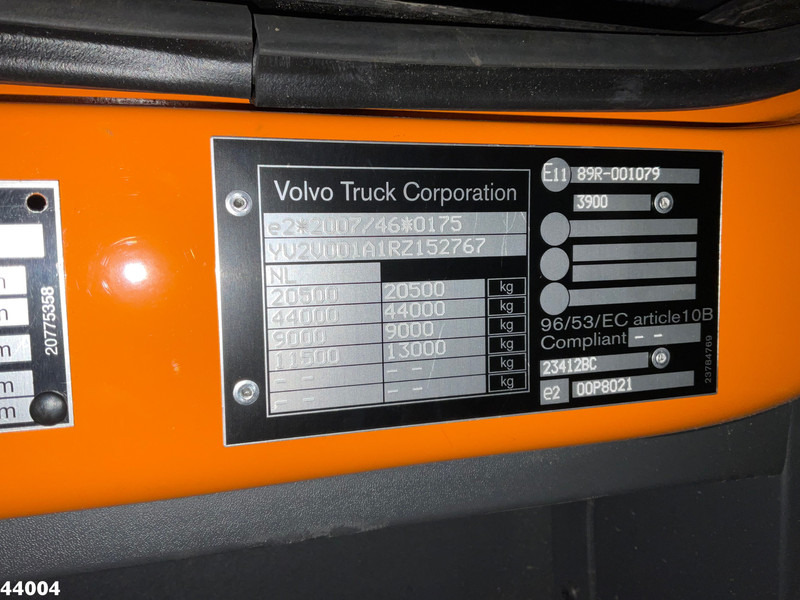 Volvo Truck Corporation
e2*2007/46*0175
YV2V0D1A1RZ152767
NL
20500 20500 kg
44000 44000 kg
9000 9000 kg
11500 13000 kg
- - - - kg
- - - - kg
E11 89R-001079
3900
96/53/EC article10B
Compliant - -
23412BC
e2 00P8021
23784769
20775358
m
m
m
m
m
44004